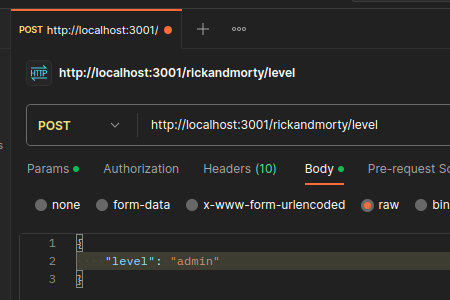 POST http://localhost:3001/
HTTP http://localhost:3001/rickandmorty/level
POST http://localhost:3001/rickandmorty/level
Params Authorization Headers (10) Body Pre-request Sc
none form-data x-www-form-urlencoded raw bin
1 {
2 "level": "admin"
3 }